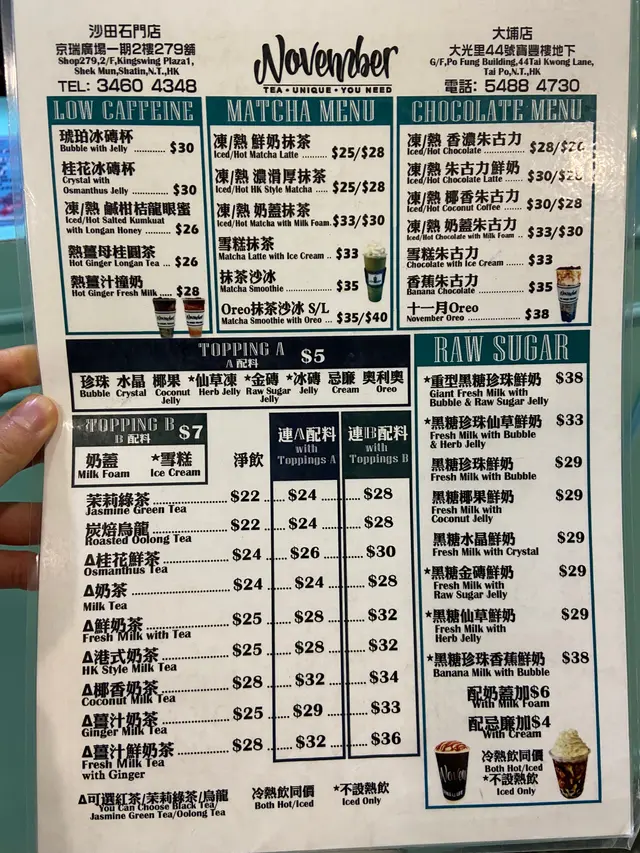 沙田石門店
京瑞廣場一期2樓279舖
Shop279,2/F,Kingswing Plaza1,
Shek Mun,Shatin,N.T.,HK
TEL: 3460 4348
November
TEA · UNIQUE · YOU NEED
大埔店
大光里44號寶豐樓地下
G/F,Po Fung Building,44Tai Kwong Lane,
Tai Po,N.T.,HK
電話: 5488 4730
LOW CAFFEINE
琥珀冰磚杯
Bubble with Jelly $30
桂花冰磚杯
Crystal with
Osmanthus Jelly $30
凍/熱 鹹柑桔龍眼蜜
Iced/Hot Salted Kumkuat
with Longan Honey $26
熱薑母桂圓茶
Hot Ginger Longan Tea $26
熱薑汁撞奶
Hot Ginger Fresh Milk $28
MATCHA MENU
凍/熱 鮮奶抹茶
Iced/Hot Matcha Latte $25/$28
凍/熱 濃滑厚抹茶
Iced/Hot HK Style Matcha $25/$28
凍/熱 奶蓋抹茶
Iced/Hot Matcha with Milk Foam $33/$30
雪糕抹茶
Matcha Latte with Ice Cream $33
抹茶沙冰
Matcha Smoothie $35
Oreo抹茶沙冰 S/L
Matcha Smoothie with Oreo $35/$40
CHOCOLATE MENU
凍/熱 香濃朱古力
Iced/Hot Chocolate $28/$26
凍/熱 朱古力鮮奶
Iced/Hot Chocolate Latte $30/$28
凍/熱 椰香朱古力
Iced/Hot Coconut Coffee $30/$28
凍/熱 奶蓋朱古力
Iced/Hot Chocolate with Milk Foam $33/$30
雪糕朱古力
Chocolate with Ice Cream $33
香蕉朱古力
Banana Chocolate $35
十一月Oreo
November Oreo $38
TOPPING A $5
A 配料
珍珠 水晶 椰果 *仙草凍 *金磚 *冰磚 忌廉 奧利奧
Bubble Crystal Coconut Jelly Herb Jelly Raw Sugar Jelly Jelly Cream Oreo
TOPPING B $7
B 配料
奶蓋 *雪糕
Milk Foam Ice Cream
淨飲 連A配料 with Toppings A 連B配料 with Toppings B
茉莉綠茶 $22 $24 $28
Jasmine Green Tea
炭焙烏龍 $22 $24 $28
Roasted Oolong Tea
Δ桂花鮮茶 $24 $26 $30
Osmanthus Tea
Δ奶茶 $24 $24 $28
Milk Tea
Δ鮮奶茶 $25 $28 $32
Fresh Milk with Tea
Δ港式奶茶 $25 $28 $32
HK Style Milk Tea
Δ椰香奶茶 $28 $32 $34
Coconut Milk Tea
Δ薑汁奶茶 $25 $29 $33
Ginger Milk Tea
Δ薑汁鮮奶茶 $28 $32 $36
Fresh Milk Tea
with Ginger
Δ可選紅茶/茉莉綠茶/烏龍
You Can Choose Black Tea/
Jasmine Green Tea/Oolong Tea
冷熱飲同價
Both Hot/Iced
*不設熱飲
Iced Only
RAW SUGAR
*重型黑糖珍珠鮮奶 $38
Giant Fresh Milk with
Bubble & Raw Sugar Jelly
*黑糖珍珠仙草鮮奶 $33
Fresh Milk with Bubble
& Herb Jelly
黑糖珍珠鮮奶 $29
Fresh Milk with Bubble
黑糖椰果鮮奶 $29
Fresh Milk with
Coconut Jelly
黑糖水晶鮮奶 $29
Fresh Milk with Crystal
*黑糖金磚鮮奶 $29
Fresh Milk with
Raw Sugar Jelly
*黑糖仙草鮮奶 $29
Fresh Milk with
Herb Jelly
*黑糖珍珠香蕉鮮奶 $38
Banana Milk with Bubble
配奶蓋加$6
With Milk Foam
配忌廉加$4
With Cream
冷熱飲同價
Both Hot/Iced
*不設熱飲
Iced Only